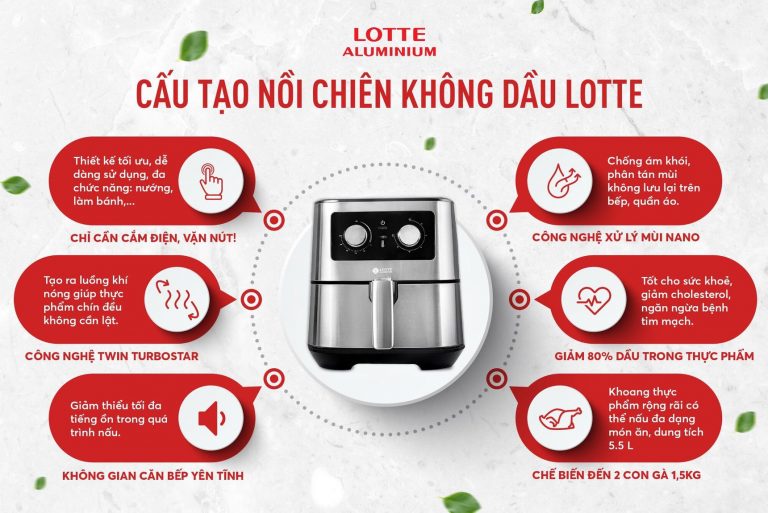 LOTTE
ALUMINIUM
CẤU TẠO NỒI CHIÊN KHÔNG DẦU LOTTE
Thiết kế tối ưu, dễ
dàng sử dụng, đa
chức năng: nướng,
làm bánh,...
CHỈ CẦN CẮM ĐIỆN, VẶN NÚT!
Tạo ra luồng khí
nóng giúp thực
phẩm chín đều
không cần lật.
CÔNG NGHỆ TWIN TURBOSTAR
Giảm thiểu tối đa
tiếng ồn trong quá
trình nấu.
KHÔNG GIAN CĂN BẾP YÊN TĨNH
LOTTE
Chống ám khói,
phân tán mùi
không lưu lại trên
bếp, quần áo.
CÔNG NGHỆ XỬ LÝ MÙI NANO
Tốt cho sức khoẻ,
giảm cholesterol,
ngăn ngừa bệnh
tim mạch.
GIẢM 80% DẦU TRONG THỰC PHẨM
Khoang thực
phẩm rộng rãi có
thể nấu đa dạng
món ăn, dung tích
5.5 L
CHẾ BIẾN ĐẾN 2 CON GÀ 1,5KG